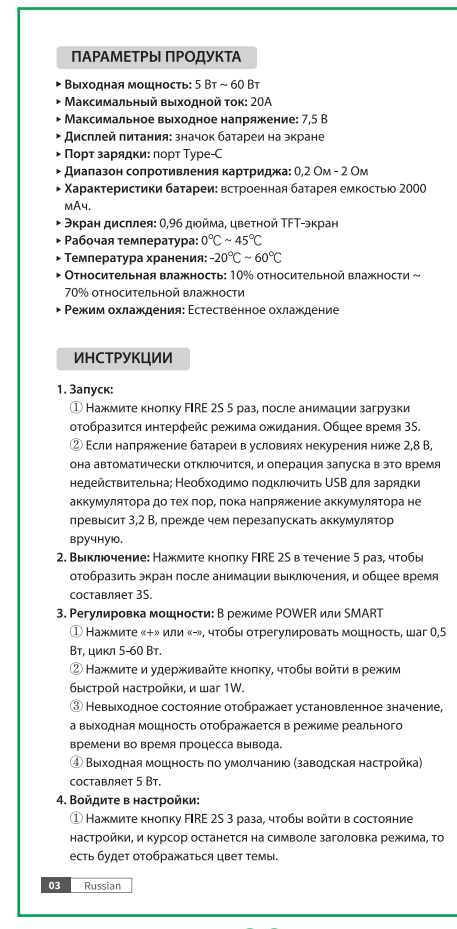 ПАРАМЕТРЫ ПРОДУКТА
▸ Выходная мощность: 5 Вт ~ 60 Вт
▸ Максимальный выходной ток: 20A
▸ Максимальное выходное напряжение: 7,5 В
▸ Дисплей питания: значок батареи на экране
▸ Порт зарядки: порт Type-C
▸ Диапазон сопротивления картриджа: 0,2 Ом - 2 Ом
▸ Характеристики батареи: встроенная батарея емкостью 2000
мАч.
▸ Экран дисплея: 0,96 дюйма, цветной TFT-экран
▸ Рабочая температура: 0℃ ~ 45℃
▸ Температура хранения: -20℃ ~ 60℃
▸ Относительная влажность: 10% относительной влажности ~
70% относительной влажности
▸ Режим охлаждения: Естественное охлаждение
ИНСТРУКЦИИ
1. Запуск:
① Нажмите кнопку FIRE 2S 5 раз, после анимации загрузки
отобразится интерфейс режима ожидания. Общее время 3S.
② Если напряжение батареи в условиях некурения ниже 2,8 В,
она автоматически отключится, и операция запуска в это время
недействительна; Необходимо подключить USB для зарядки
аккумулятора до тех пор, пока напряжение аккумулятора не
превысит 3,2 В, прежде чем перезапускать аккумулятор
вручную.
2. Выключение: Нажмите кнопку FIRE 2S в течение 5 раз, чтобы
отобразить экран после анимации выключения, и общее время
составляет 3S.
3. Регулировка мощности: В режиме POWER или SMART
① Нажмите «+» или «-», чтобы отрегулировать мощность, шаг 0,5
Вт, цикл 5-60 Вт.
② Нажмите и удерживайте кнопку, чтобы войти в режим
быстрой настройки, и шаг 1W.
③ Невыходное состояние отображает установленное значение,
а выходная мощность отображается в режиме реального
времени во время процесса вывода.
④ Выходная мощность по умолчанию (заводская настройка)
составляет 5 Вт.
4. Войдите в настройки:
① Нажмите кнопку FIRE 2S 3 раза, чтобы войти в состояние
настройки, и курсор останется на символе заголовка режима, то
есть будет отображаться цвет темы.
03 Russian